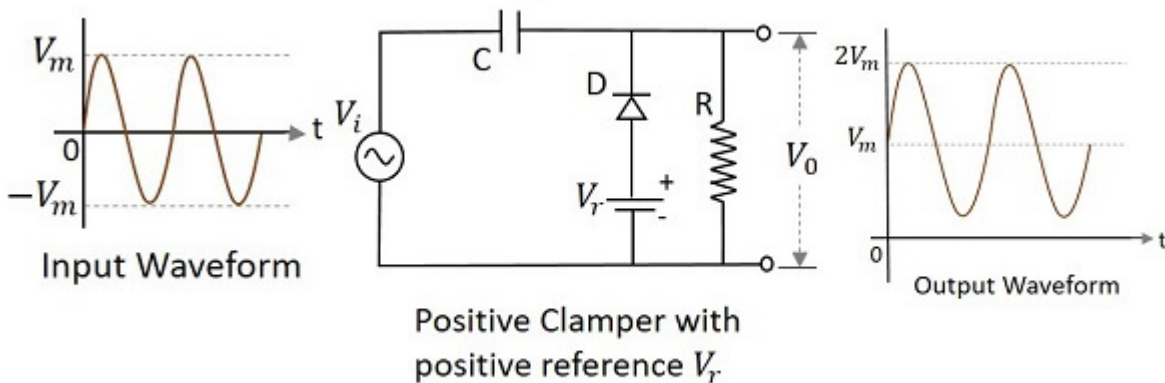 V_m
0
t
−V_m
Input Waveform
C
V_i
D
R
V_r
+
-
V_0
Positive Clamper with
positive reference V_r
2V_m
V_m
0
t
Output Waveform